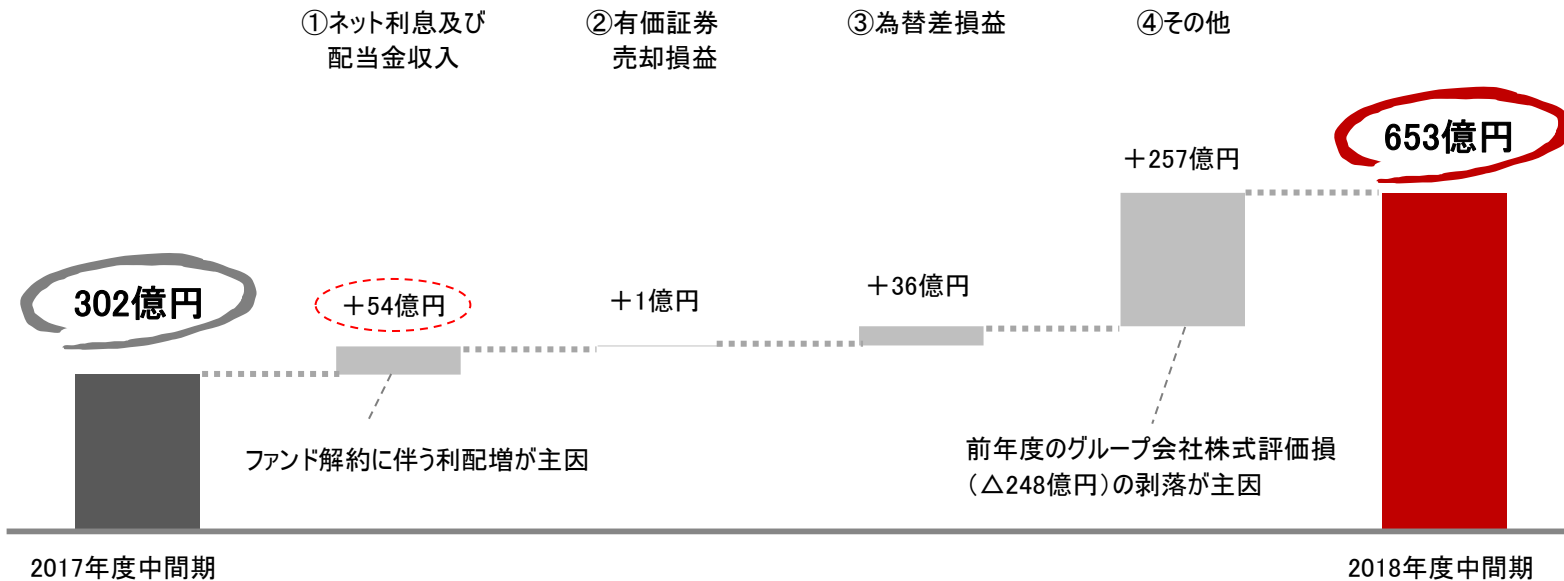 ①ネット利息及び
配当金収入
②有価証券
売却損益
③為替差損益
④その他
302億円
＋54億円
＋1億円
＋36億円
＋257億円
653億円
ファンド解約に伴う利配増が主因
前年度のグループ会社株式評価損
（△248億円）の剥落が主因
2017年度中間期
2018年度中間期